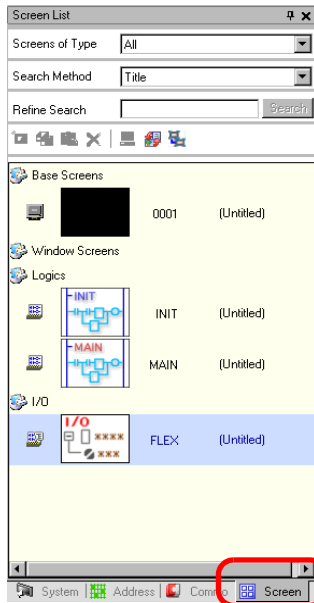 Screen List
Screens of Type All
Search Method Title
Refine Search Search
Base Screens
0001 (Untitled)
Window Screens
Logics
INIT INIT (Untitled)
MAIN MAIN (Untitled)
I/O
I/O **** *** FLEX (Untitled)
System Address Commo Screen